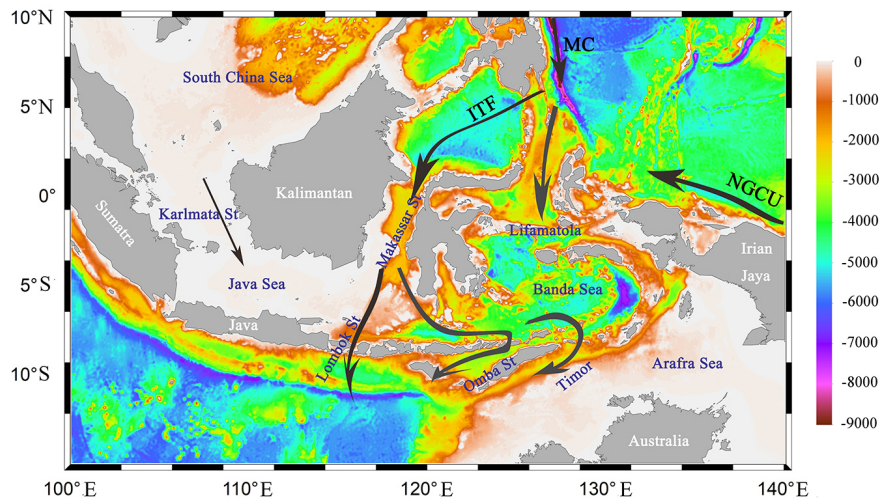 10°N
5°N
0°
5°S
10°S
100°E
110°E
120°E
130°E
140°E
0
-1000
-2000
-3000
-4000
-5000
-6000
-7000
-8000
-9000
MC
South China Sea
ITF
NGCU
Kalimantan
Sumatra
Karlmata St
Makassar St
Lifamatola
Irian
Jaya
Java Sea
Banda Sea
Java
Lombok St
Omba St
Timor
Arafra Sea
Australia